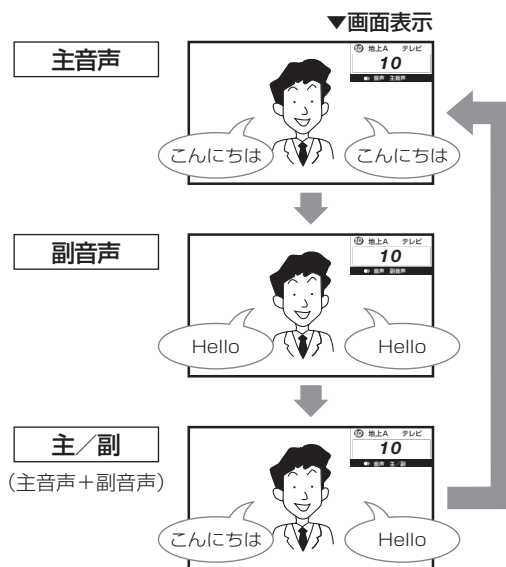 ▼画面表示
主音声
地上A テレビ
10
音声 主音声
こんにちは
こんにちは
副音声
地上A テレビ
10
音声 副音声
Hello
Hello
主／副
(主音声＋副音声)
地上A テレビ
10
音声 主／副
こんにちは
Hello